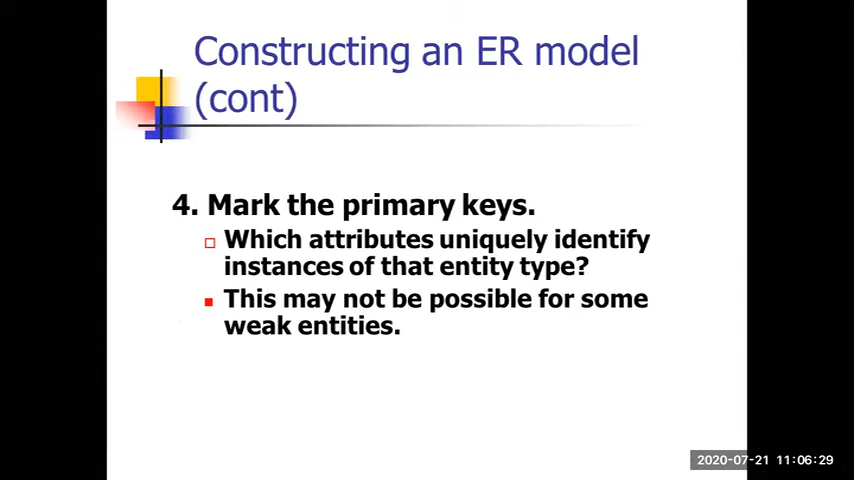 Constructing an ER model
(cont)
4. Mark the primary keys.
Which attributes uniquely identify
instances of that entity type?
This may not be possible for some
weak entities.
2020-07-21 11:06:29